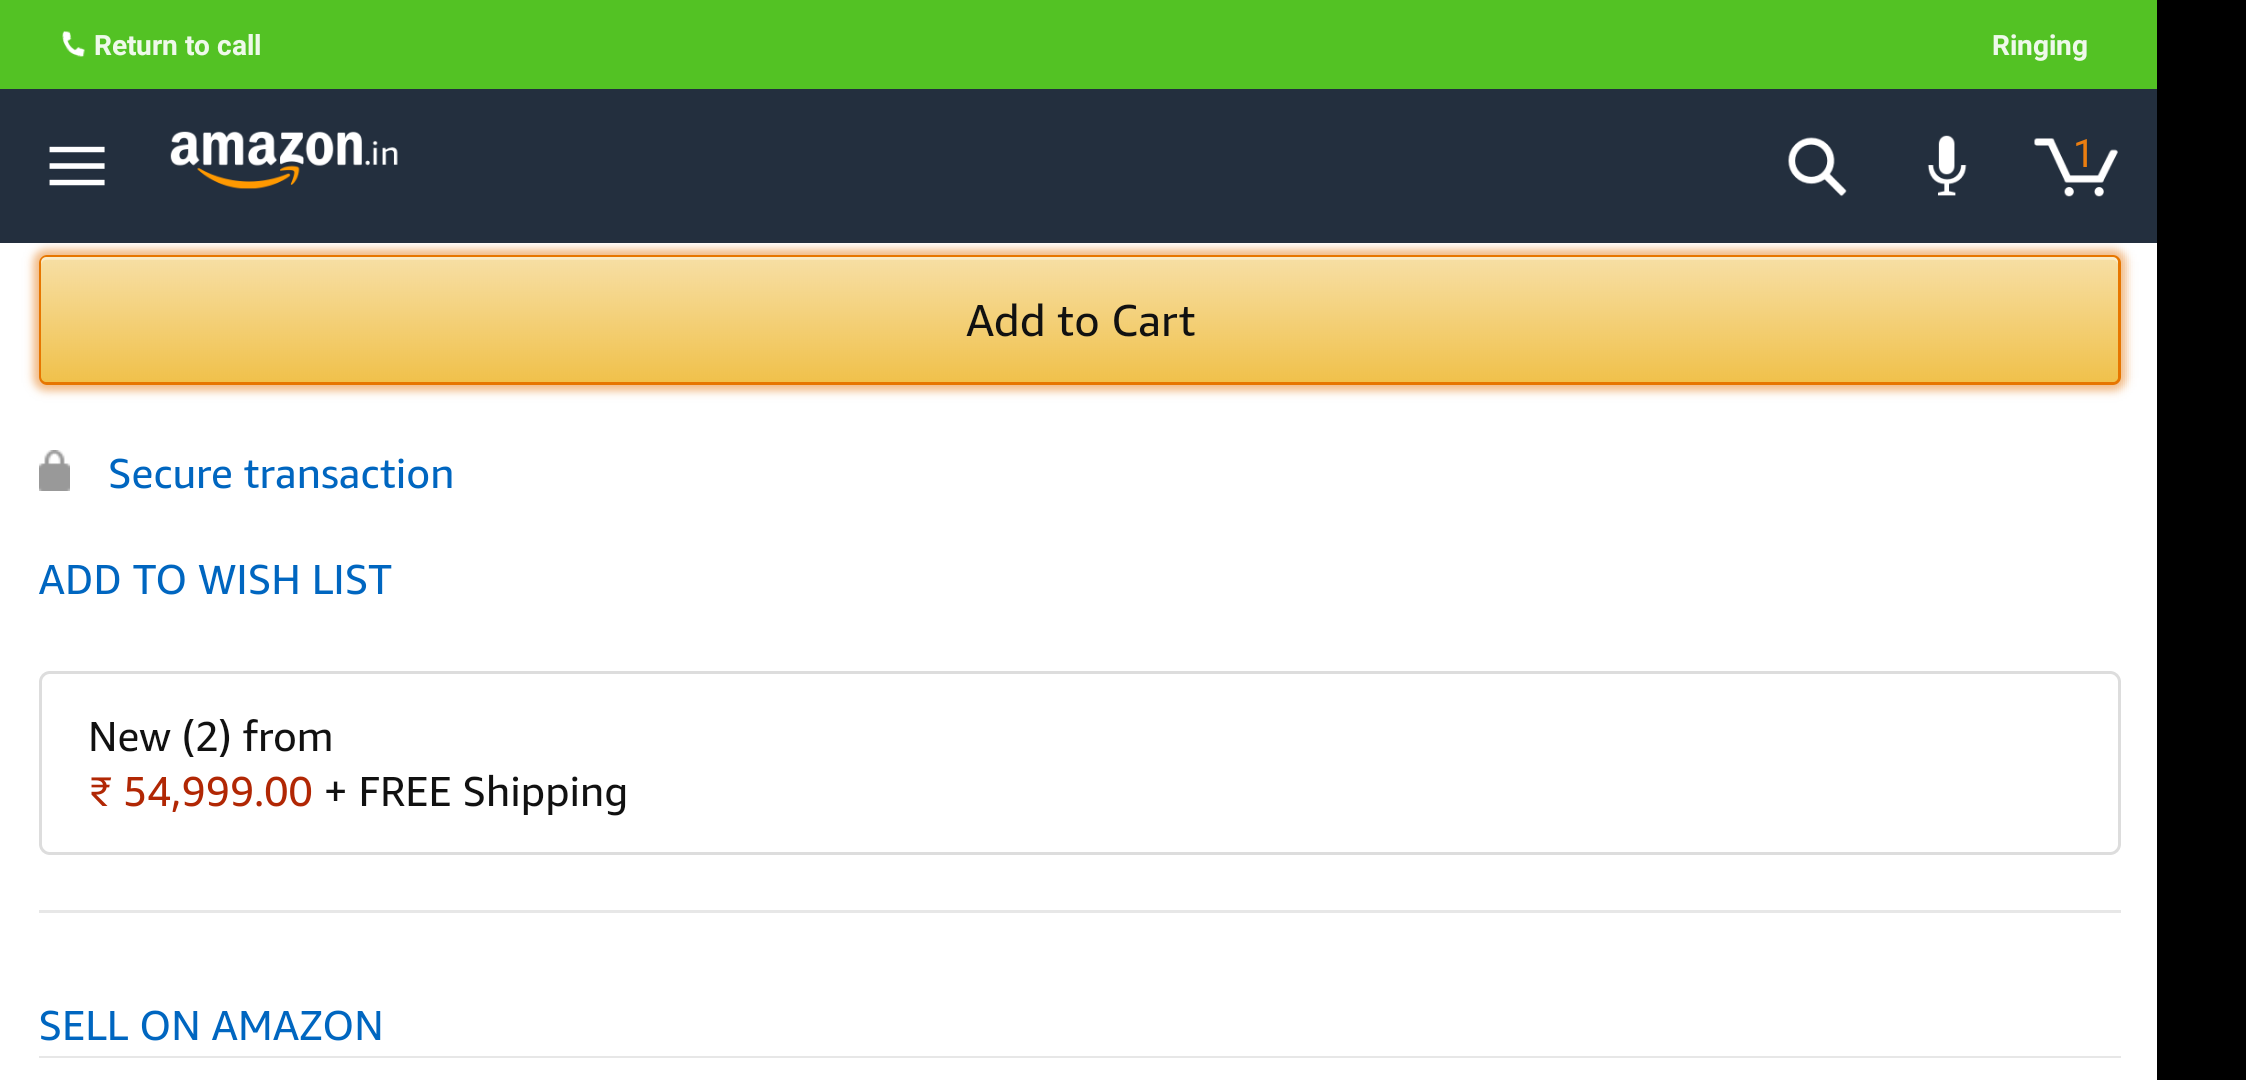 Return to call
Ringing
amazon.in
1
Add to Cart
Secure transaction
ADD TO WISH LIST
New (2) from
₹ 54,999.00 + FREE Shipping
SELL ON AMAZON